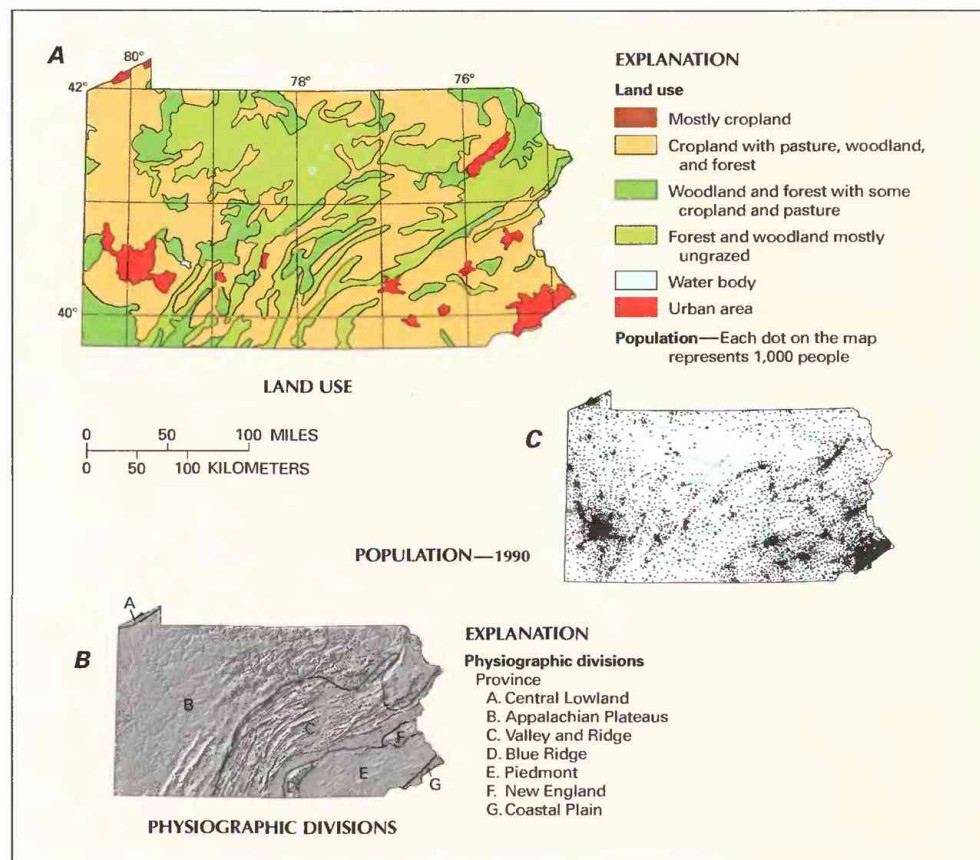 A
80°
78°
76°
42°
40°
LAND USE
0 50 100 MILES
0 50 100 KILOMETERS
EXPLANATION
Land use
Mostly cropland
Cropland with pasture, woodland,
and forest
Woodland and forest with some
cropland and pasture
Forest and woodland mostly
ungrazed
Water body
Urban area
Population—Each dot on the map
represents 1,000 people
C
POPULATION—1990
B
A
B
C
D
E
F
G
PHYSIOGRAPHIC DIVISIONS
EXPLANATION
Physiographic divisions
Province
A. Central Lowland
B. Appalachian Plateaus
C. Valley and Ridge
D. Blue Ridge
E. Piedmont
F. New England
G. Coastal Plain